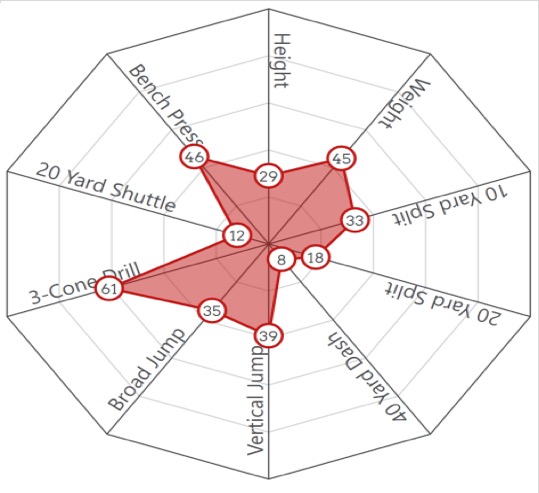 Height
Weight
10 Yard Split
20 Yard Split
40 Yard Dash
Vertical Jump
Broad Jump
3-Cone Drill
20 Yard Shuttle
Bench Press
29
45
33
18
8
39
35
61
12
46